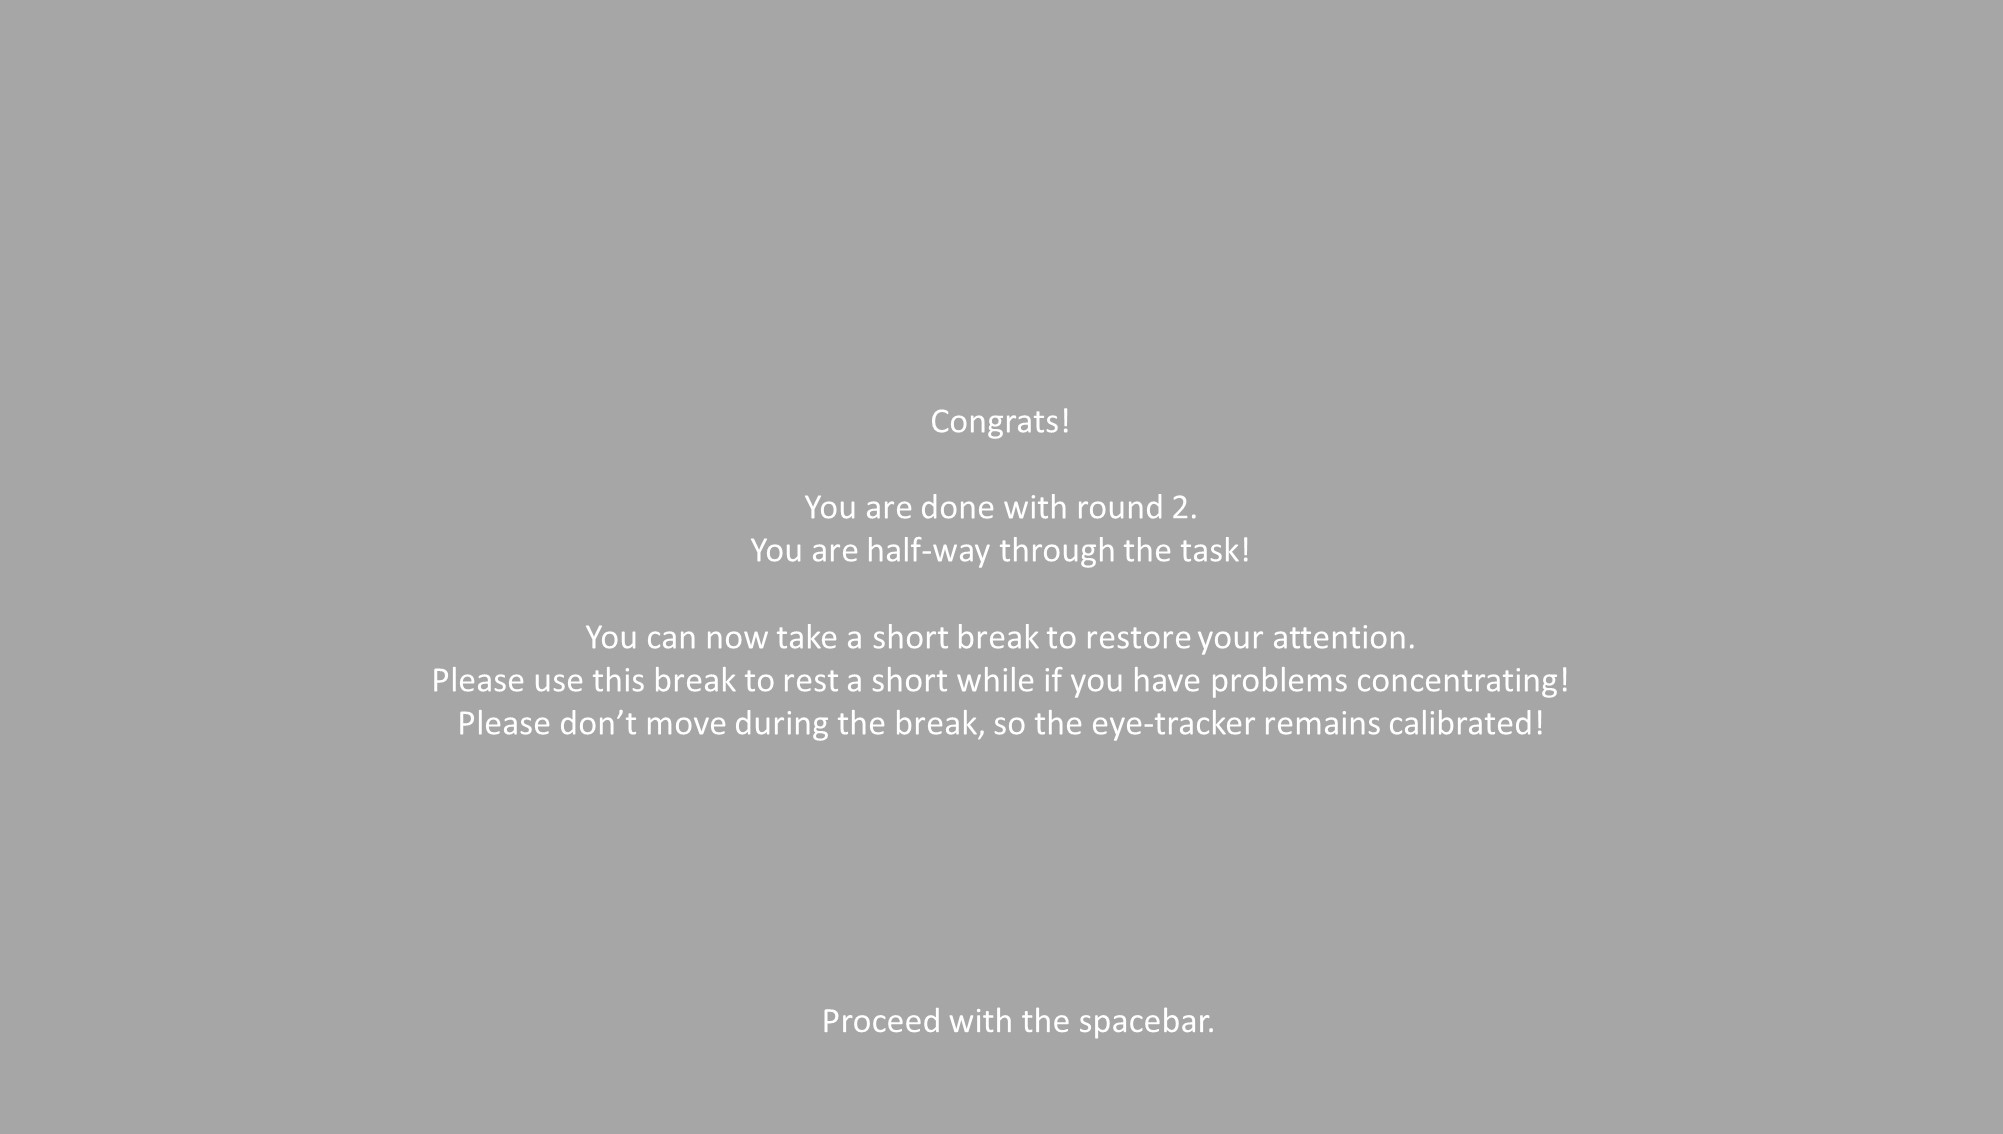 Congrats!
You are done with round 2.
You are half-way through the task!
You can now take a short break to restore your attention.
Please use this break to rest a short while if you have problems concentrating!
Please don’t move during the break, so the eye-tracker remains calibrated!
Proceed with the spacebar.